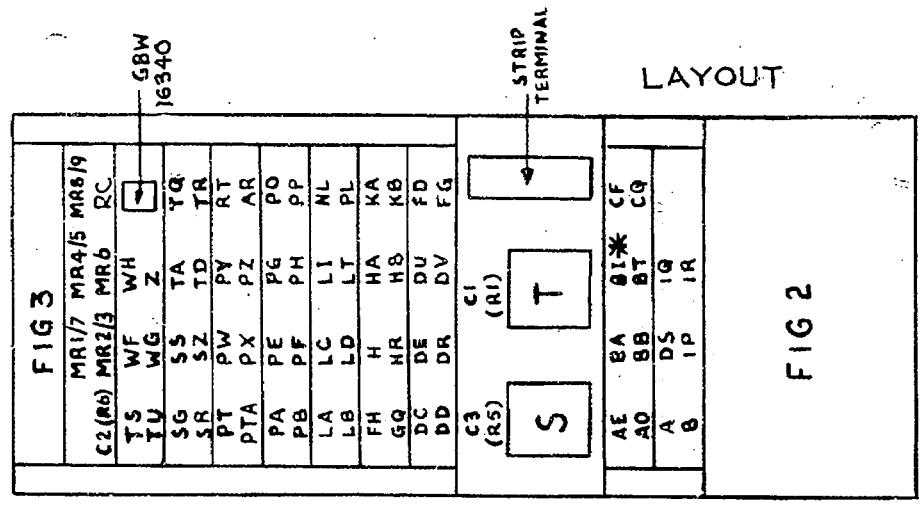 LAYOUT
FIG 3
MR1/7 MR4/5 MR8/9
C2(R6) MR2/3 MR6 RC
GBW
16340
TS WF WH
TU WG Z
SG SS TA TQ
SR SZ TD TR
PT PW PY RT
PTA PX PZ AR
PA PE PG PO
PB PF PH PP
LA LC LI NL
LB LD LT PL
FH H HA KA
GQ HR HB KB
DC DE DU FD
DD DR DV FG
C3 C1
(R5) (R1)
S T
STRIP
TERMINAL
AE BA BI* CF
AO BB BT CQ
A DS IQ
B IP IR
FIG 2